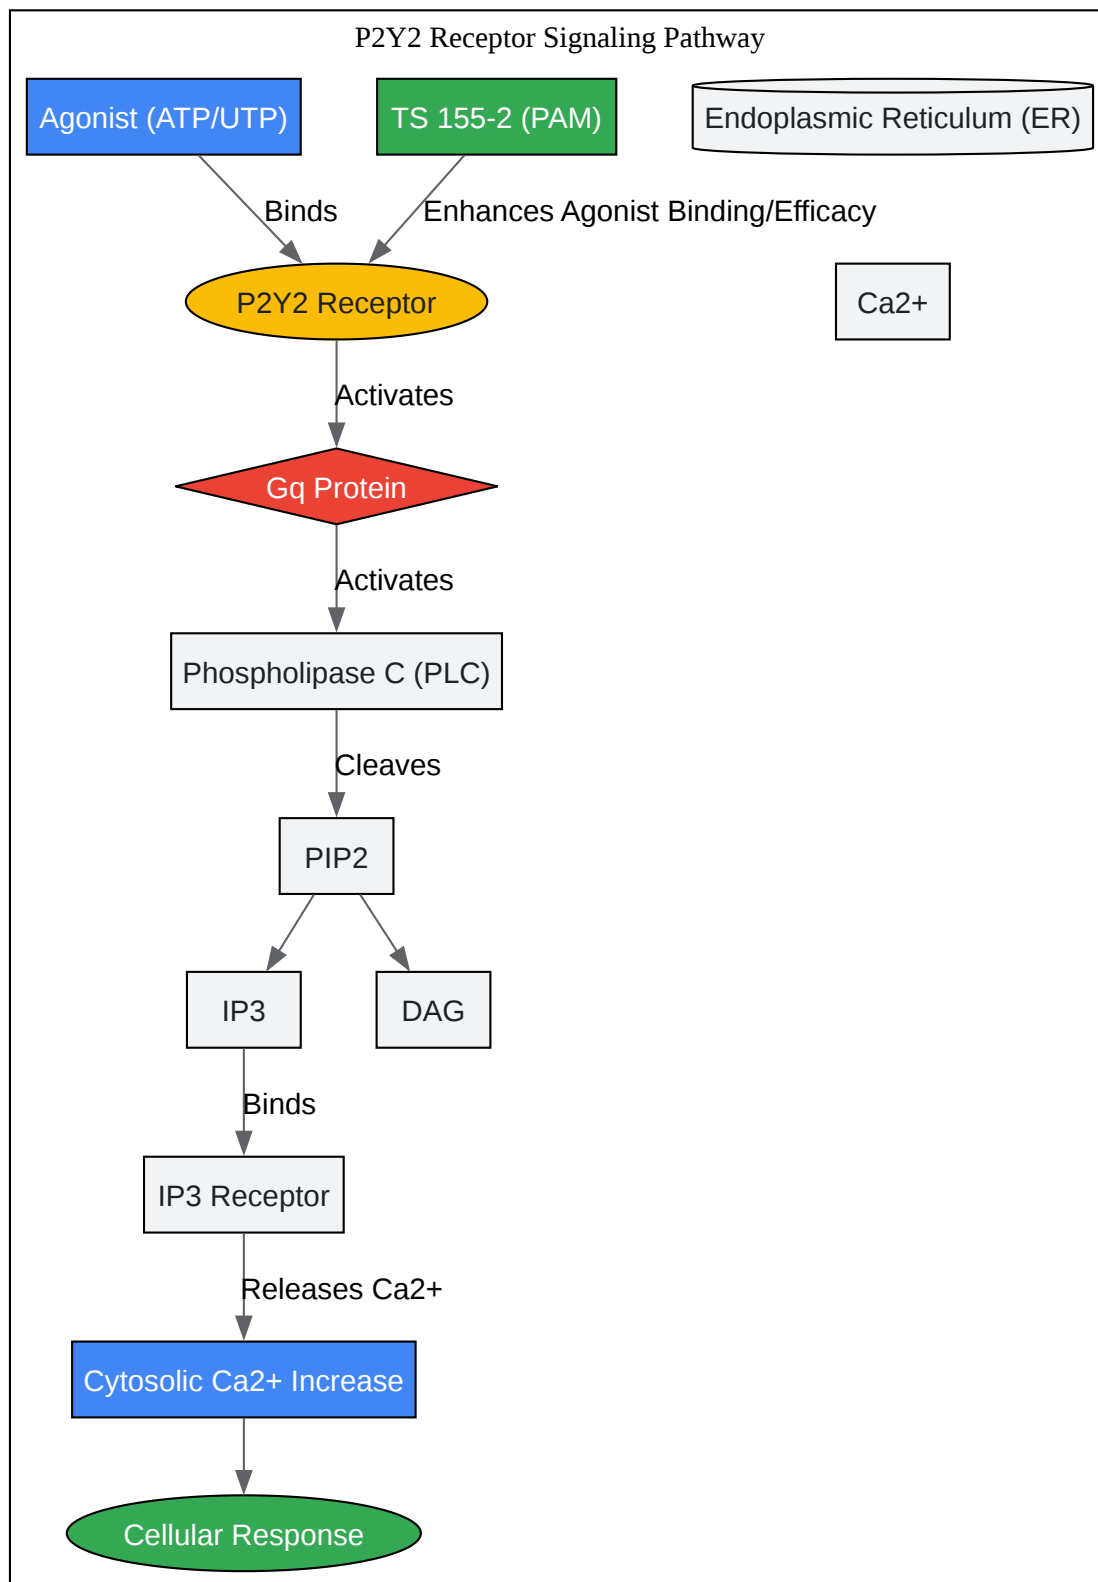 P2Y2 Receptor Signaling Pathway
Agonist (ATP/UTP)
TS 155-2 (PAM)
Endoplasmic Reticulum (ER)
Binds
Enhances Agonist Binding/Efficacy
P2Y2 Receptor
Ca2+
Activates
Gq Protein
Activates
Phospholipase C (PLC)
Cleaves
PIP2
IP3
DAG
Binds
IP3 Receptor
Releases Ca2+
Cytosolic Ca2+ Increase
Cellular Response